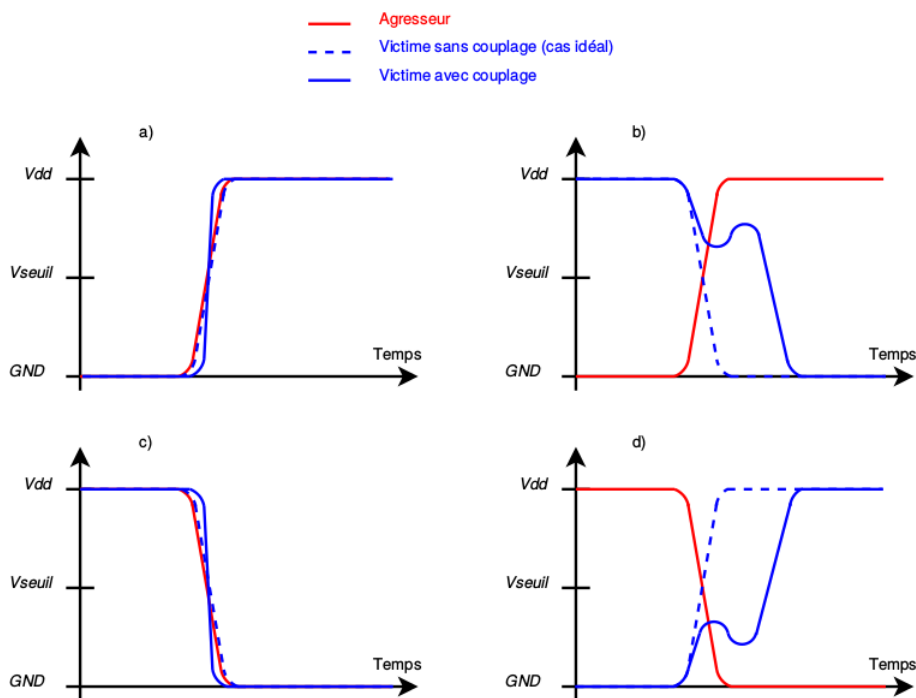 Agresseur
Victime sans couplage (cas idéal)
Victime avec couplage
a)
b)
Vdd
Vdd
Vseuil
Vseuil
Temps
Temps
GND
GND
c)
d)
Vdd
Vdd
Vseuil
Vseuil
Temps
Temps
GND
GND